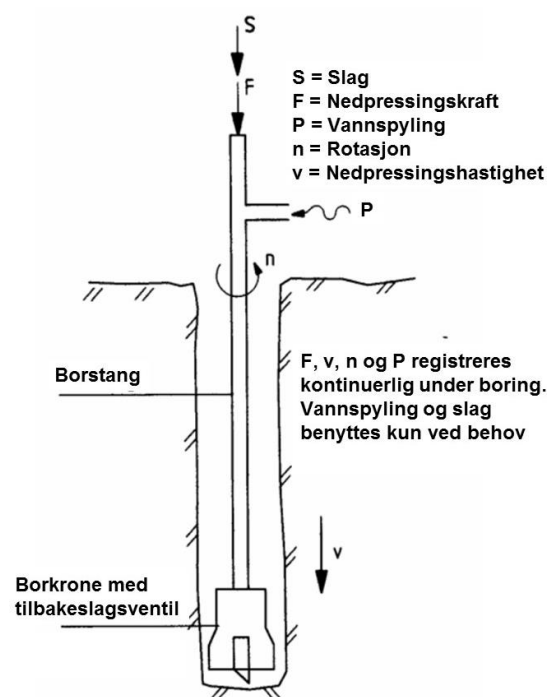 S
F
S = Slag
F = Nedpressingskraft
P = Vannspyling
n = Rotasjon
v = Nedpressingshastighet
P
n
Borstang
F, v, n og P registreres
kontinuerlig under boring.
Vannspyling og slag
benyttes kun ved behov
v
Borkrone med
tilbakeslagsventil